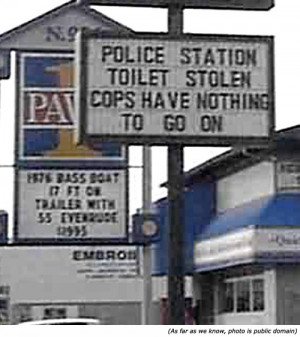 POLICE STATION
TOILET STOLEN
COPS HAVE NOTHING
TO GO ON
1
PAW
1976 BASS BOAT
17 FT ON
TRAILER WITH
55 EVENRUDE
$1995
EMBROI
(As far as we know, photo is public domain)